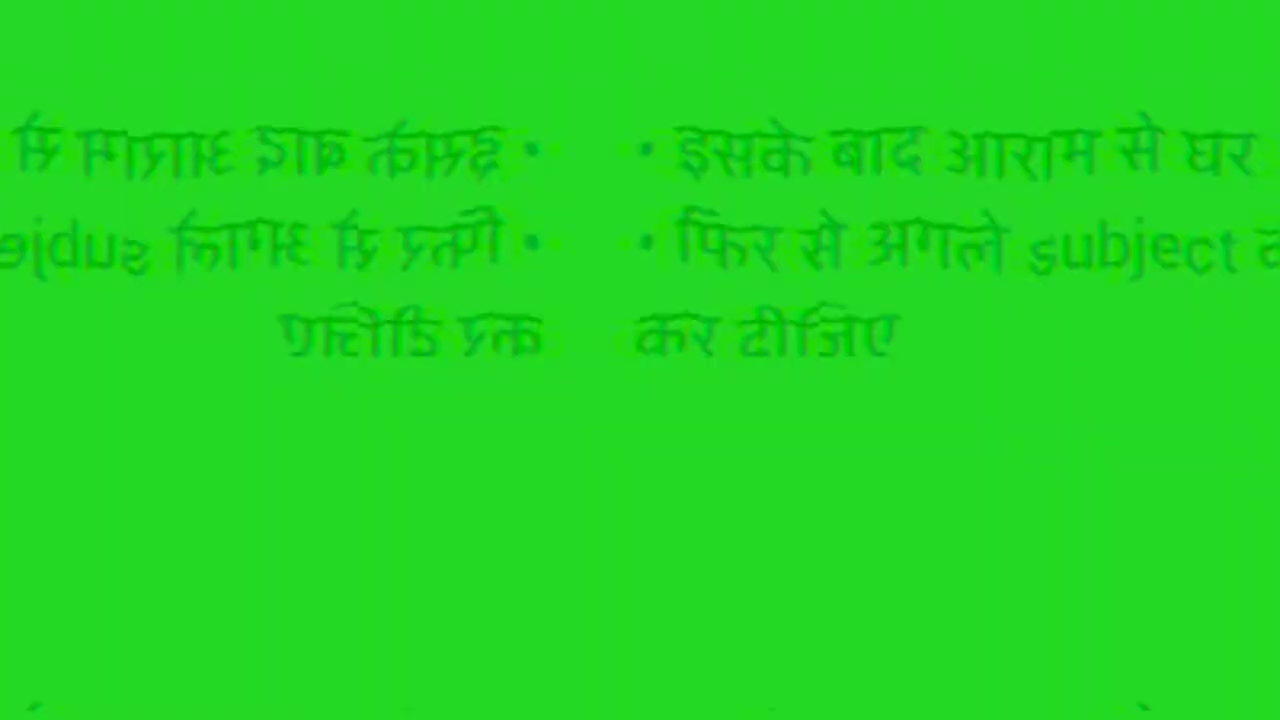 • इसके बाद आराम से घर
• फिर से अगले subject
कर दीजिए